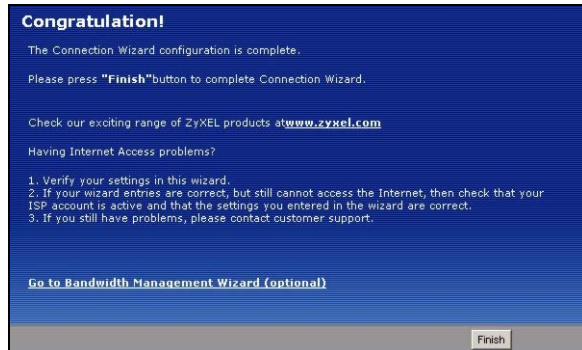 Congratulation!
The Connection Wizard configuration is complete.
Please press "Finish"button to complete Connection Wizard.
Check our exciting range of ZyXEL products atwww.zyxel.com
Having Internet Access problems?
1. Verify your settings in this wizard.
2. If your wizard entries are correct, but still cannot access the Internet, then check that your
ISP account is active and that the settings you entered in the wizard are correct.
3. If you still have problems, please contact customer support.
Go to Bandwidth Management Wizard (optional)
Finish